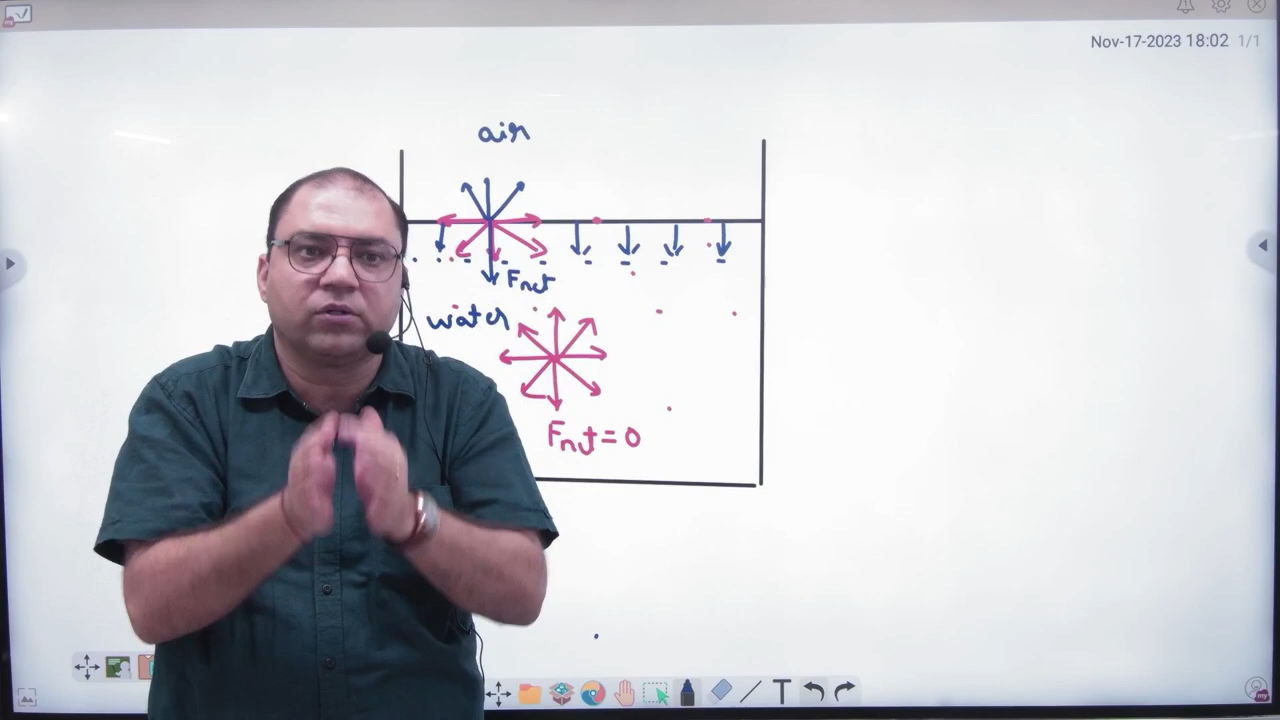 Nov-17-2023 18:02 1/1
air
Fnet
water
Fnet = 0
T